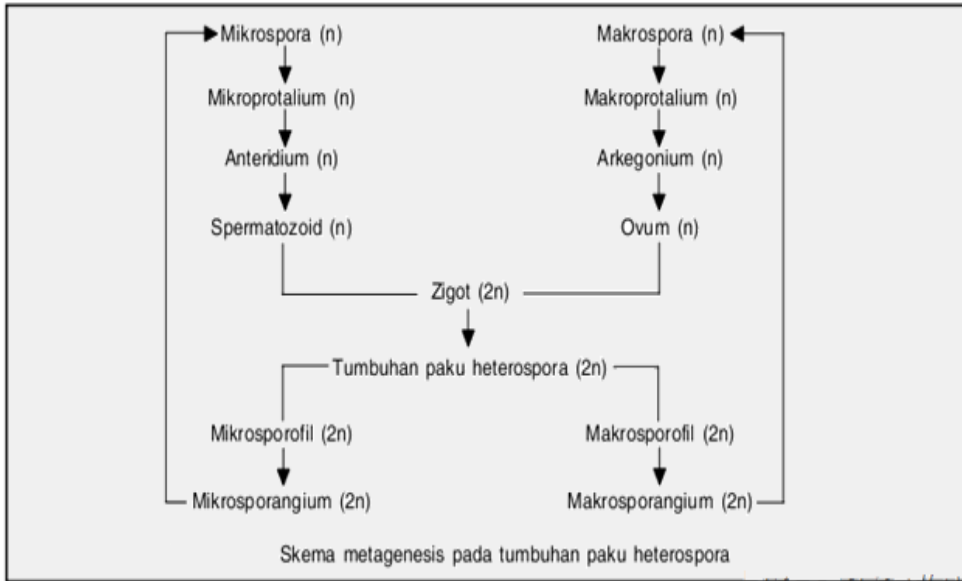 Mikrospora (n) Makrospora (n)
Mikroprotalium (n) Makroprotalium (n)
Anteridium (n) Arkegonium (n)
Spermatozoid (n) Ovum (n)
Zigot (2n)
Tumbuhan paku heterospora (2n)
Mikrosporofil (2n) Makrosporofil (2n)
Mikrosporangium (2n) Makrosporangium (2n)
Skema metagenesis pada tumbuhan paku heterospora